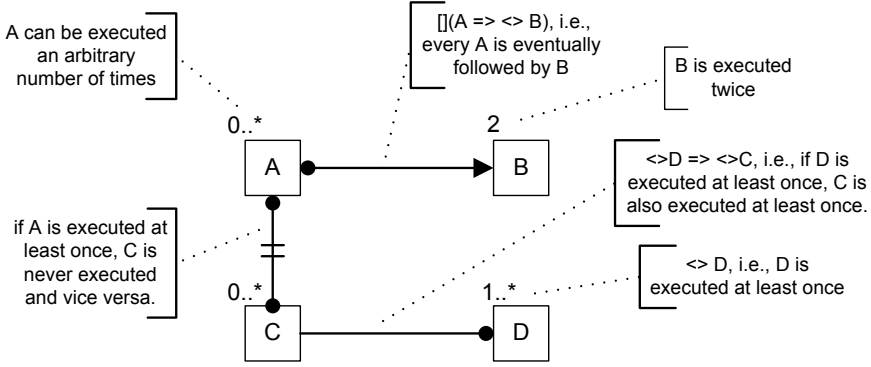 A can be executed
an arbitrary
number of times
[](A => <> B), i.e.,
every A is eventually
followed by B
B is executed
twice
0..*
2
A
B
<>D => <>C, i.e., if D is
executed at least once, C is
also executed at least once.
if A is executed at
least once, C is
never executed
and vice versa.
<> D, i.e., D is
executed at least once
0..*
1..*
C
D